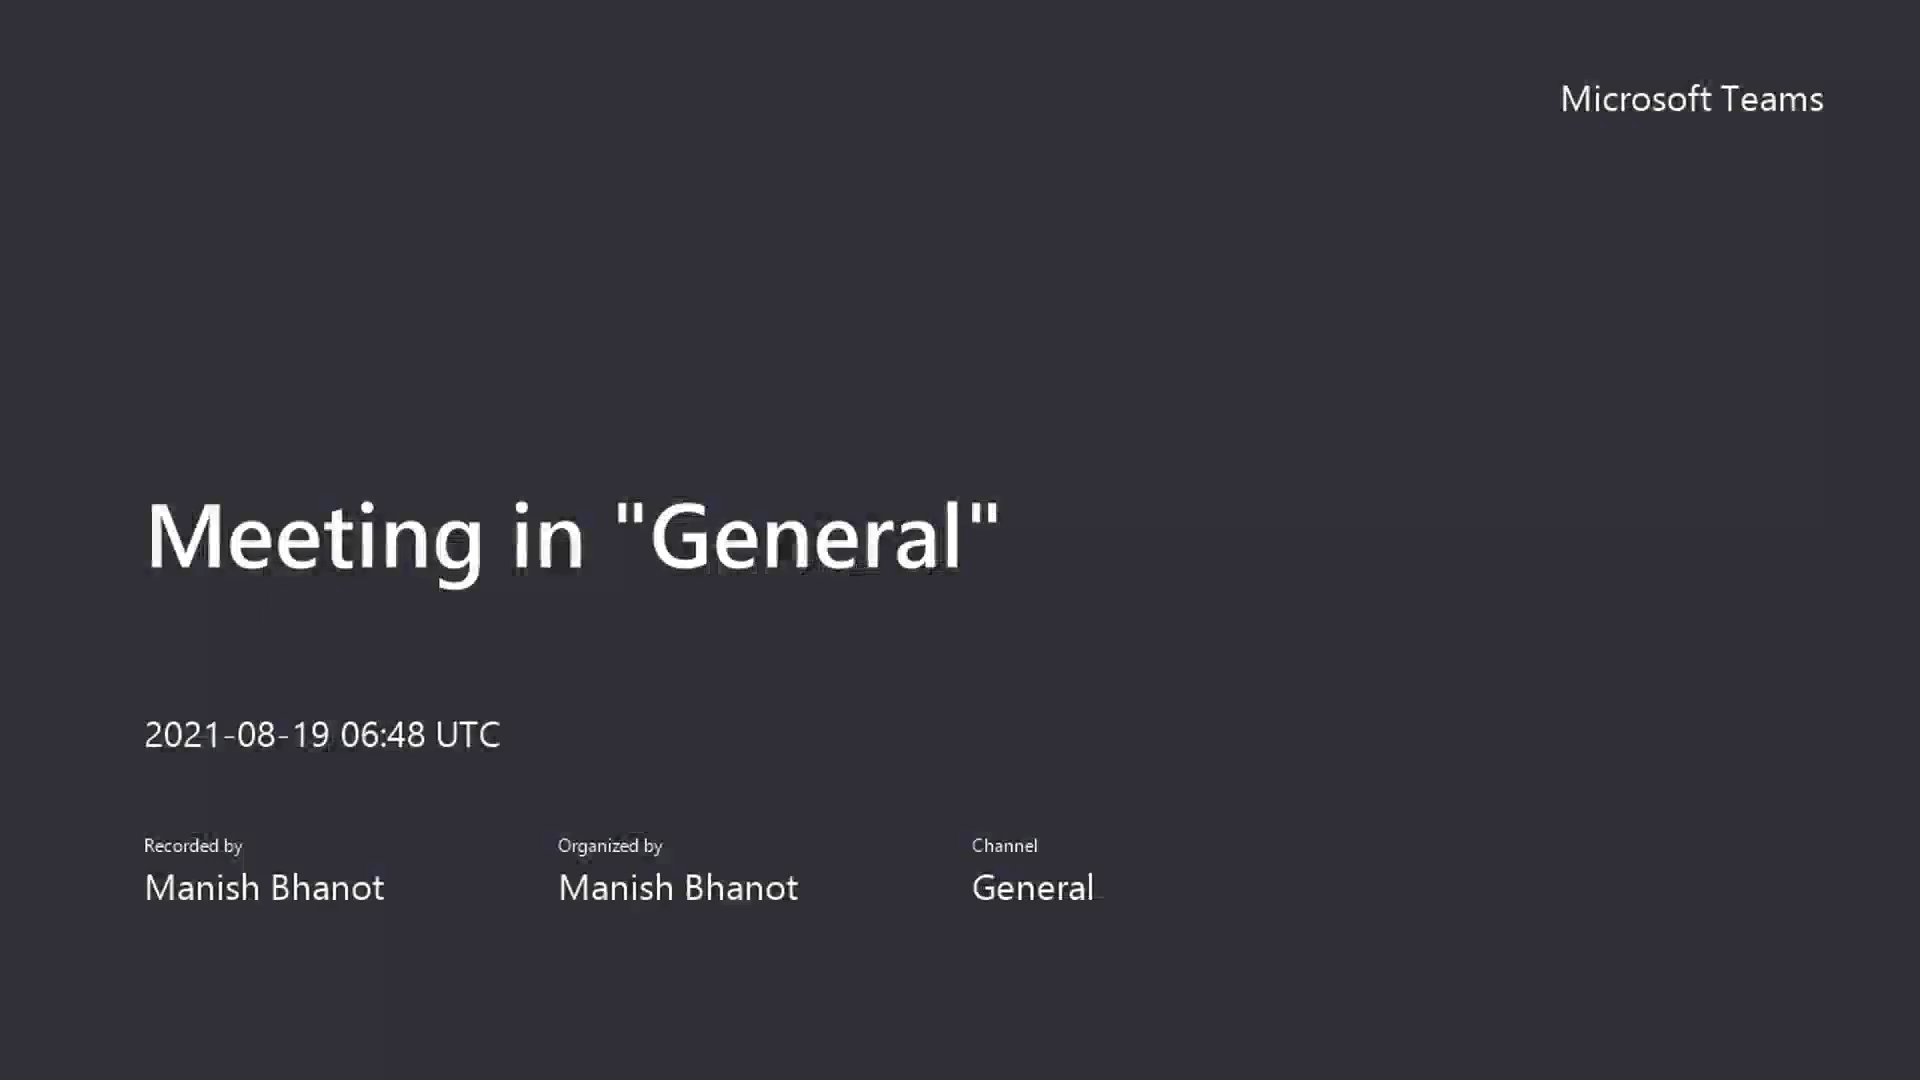 Microsoft Teams
Meeting in "General"
2021-08-19 06:48 UTC
Recorded by
Manish Bhanot
Organized by
Manish Bhanot
Channel
General